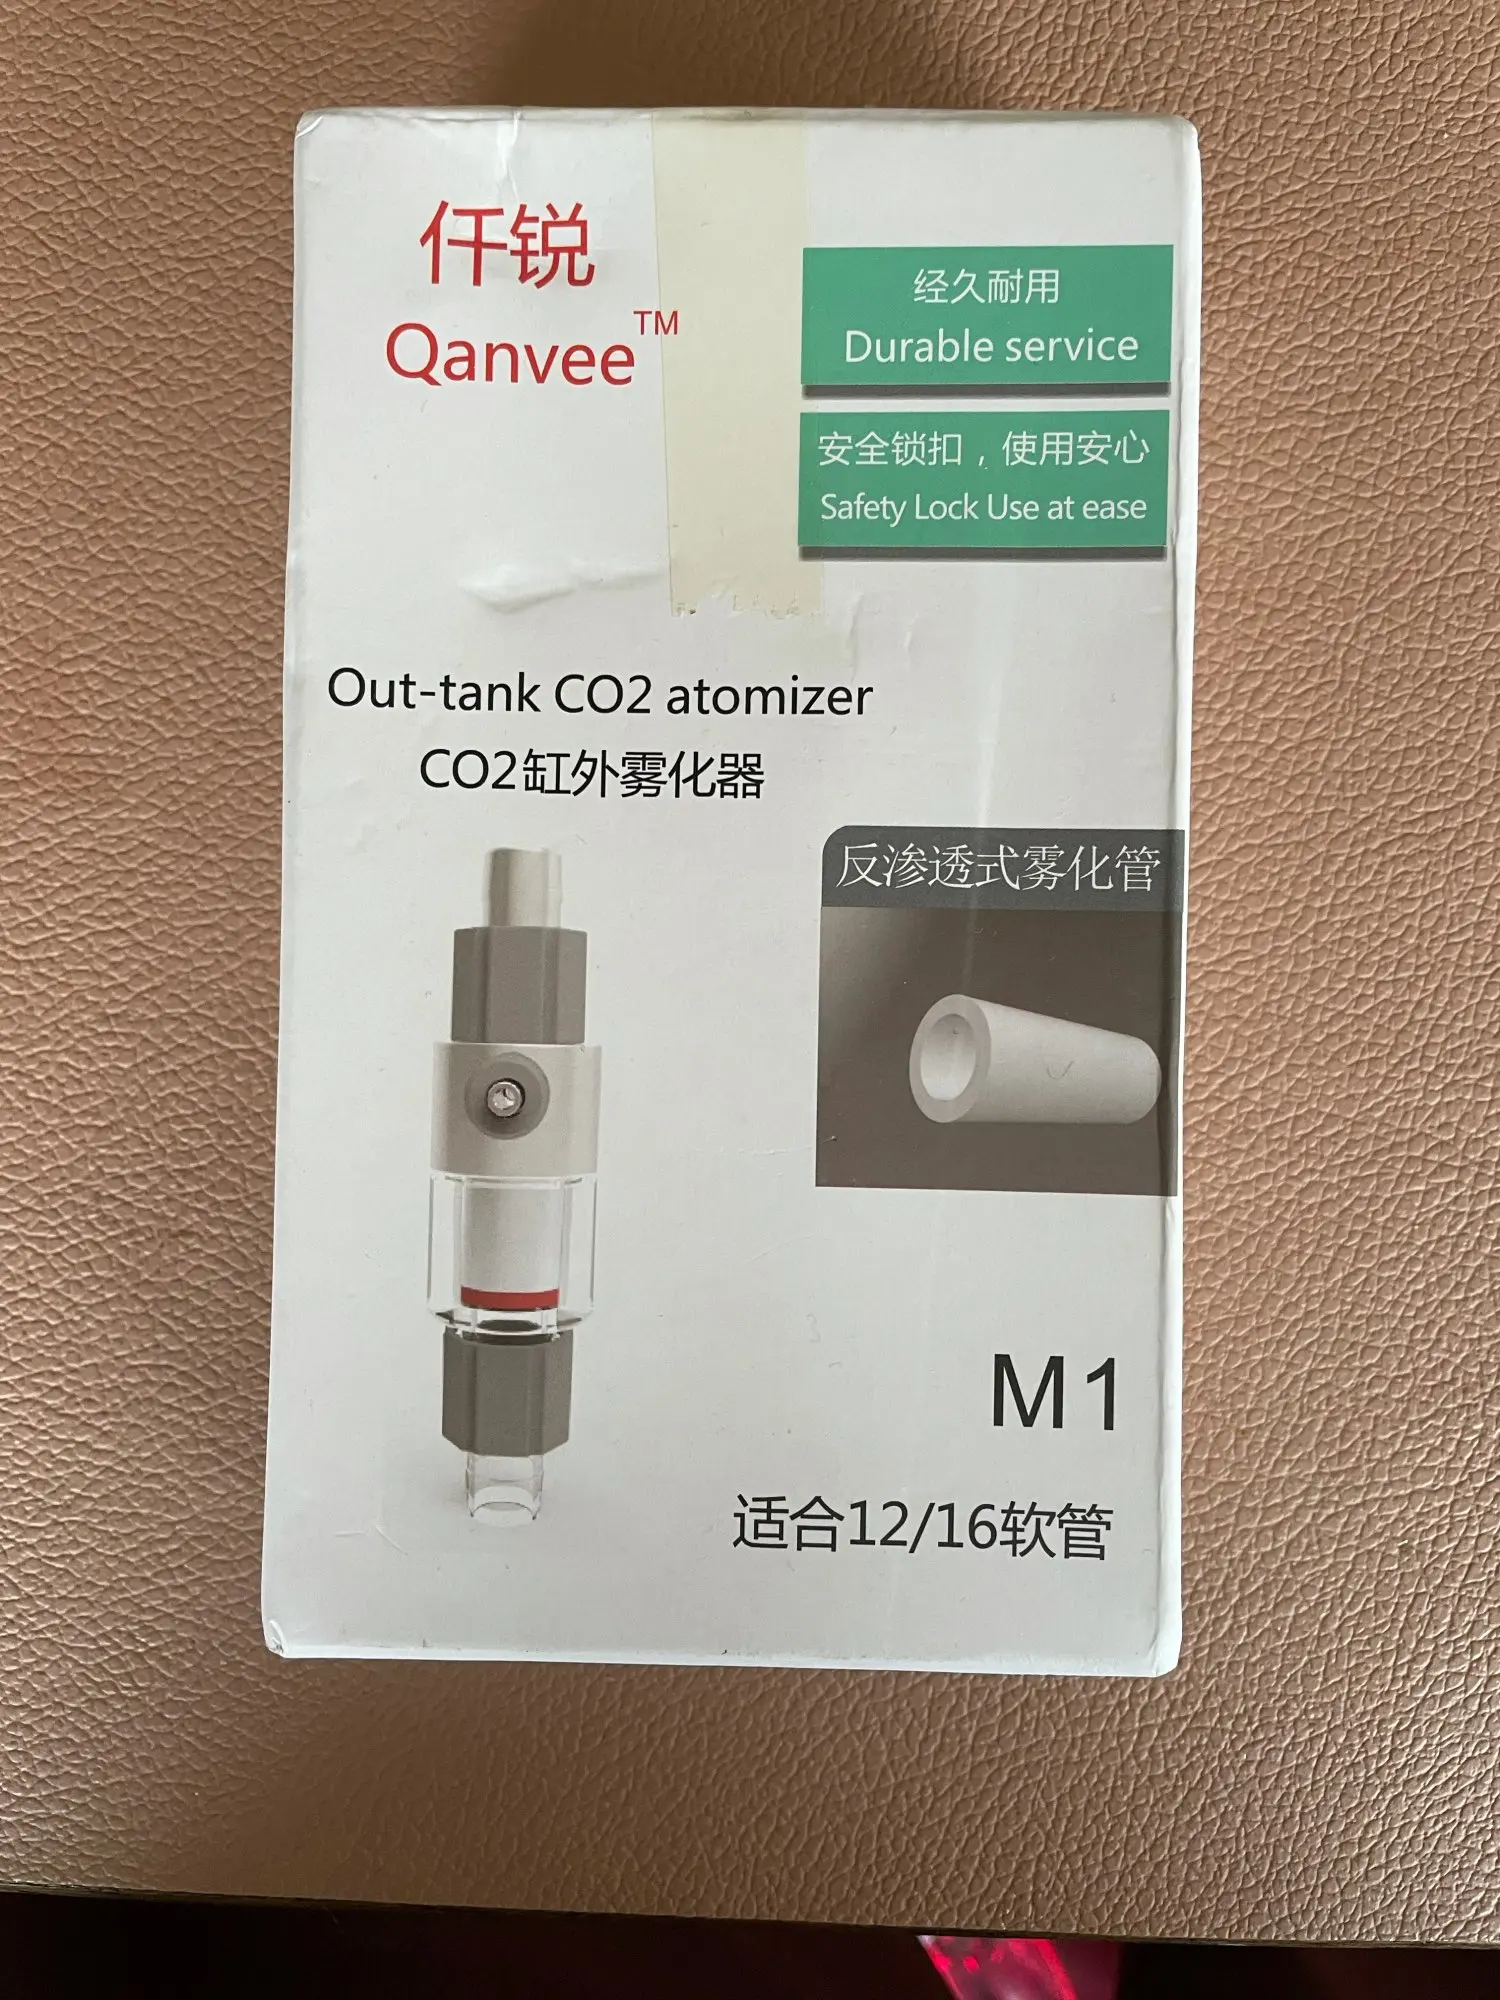 仟锐
Qanvee™
经久耐用
Durable service
安全锁扣，使用安心
Safety Lock Use at ease
Out-tank CO2 atomizer
CO2缸外雾化器
反渗透式雾化管
M1
适合12/16软管